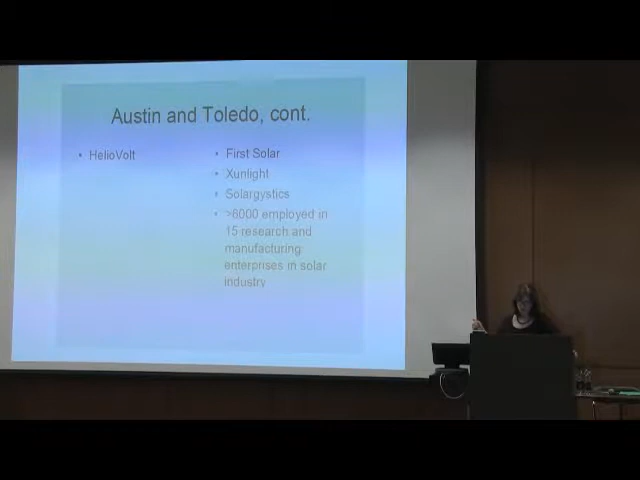 Austin and Toledo, cont.
• HelioVolt
• First Solar
• Xunlight
• Solargystics
• >6000 employed in
15 research and
manufacturing
enterprises in solar
industry